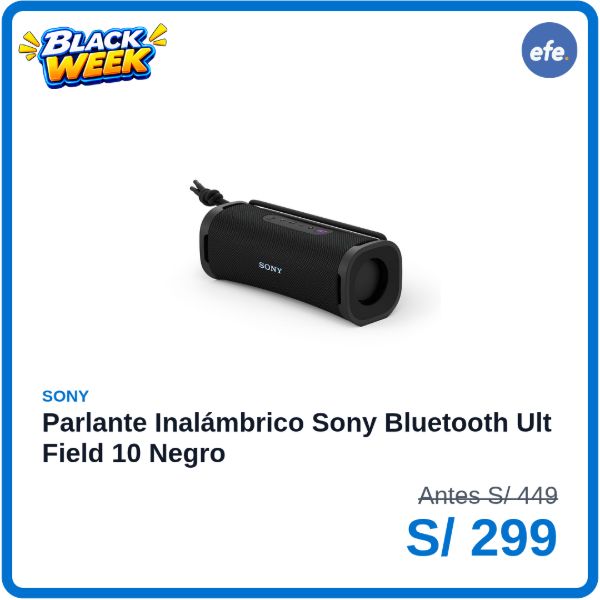 BLACK
WEEK
efe.
SONY
SONY
Parlante Inalámbrico Sony Bluetooth Ult
Field 10 Negro
Antes S/ 449
S/ 299